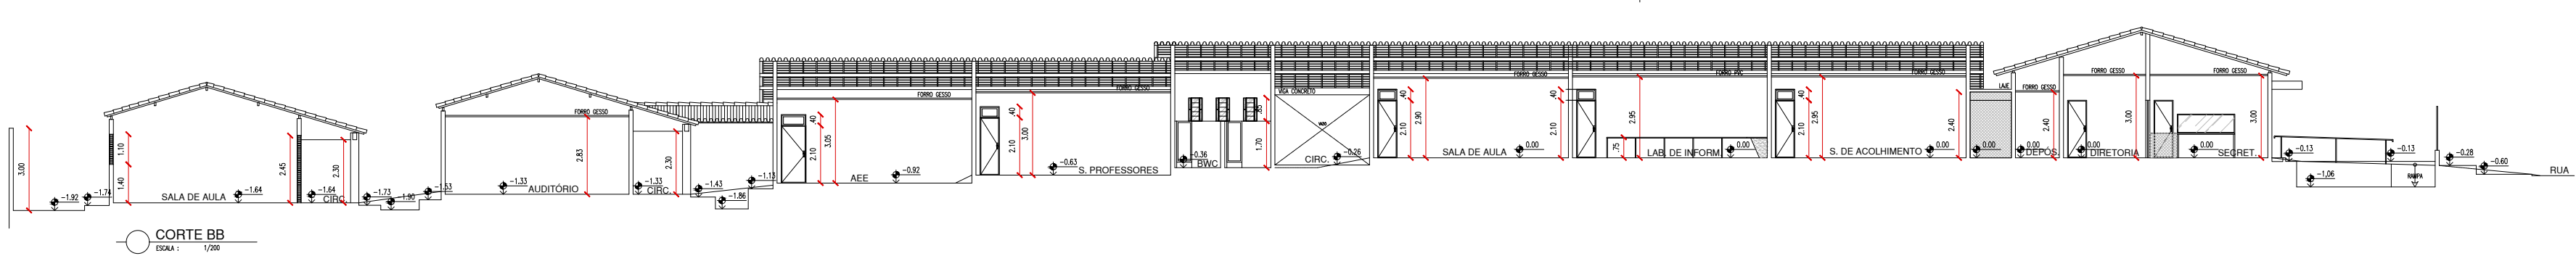 3.00
-1.92
-1.74
1.10
1.40
SALA DE AULA
-1.64
2.45
-1.64
CIRC.
2.30
-1.73
-1.90
-1.53
-1.33
AUDITÓRIO
FORRO GESSO
2.83
-1.33
CIRC.
2.30
-1.43
-1.86
-1.13
.40
2.10
3.05
AEE
FORRO GESSO
-0.92
.40
2.10
3.00
-0.63
S. PROFESSORES
FORRO GESSO
-0.36
BWC
1.70
VIGA CONCRETO
VAZIO
CIRC.
-0.26
.40
2.10
2.90
FORRO GESSO
SALA DE AULA
0.00
.40
2.10
2.95
.75
LAB. DE INFORM.
FORRO PVC
0.00
.40
2.10
2.95
S. DE ACOLHIMENTO
FORRO GESSO
0.00
2.40
LAJE
0.00
FORRO GESSO
0.00
DEPÓS.
2.40
FORRO GESSO
0.00
DIRETORIA
3.00
FORRO GESSO
0.00
SECRET.
3.00
-0.13
-1,06
-0.13
RAMPA
-0.28
-0.60
RUA
CORTE BB
ESCALA : 1/200